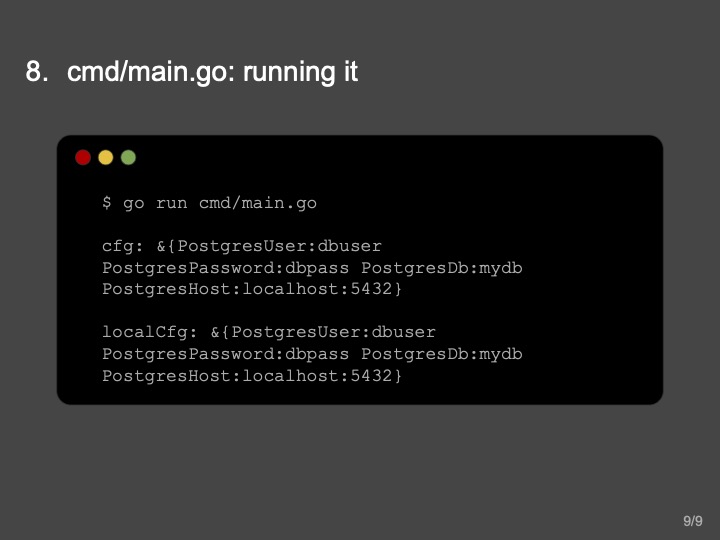 8. cmd/main.go: running it
$ go run cmd/main.go
cfg: &{PostgresUser:dbuser
PostgresPassword:dbpass PostgresDb:mydb
PostgresHost:localhost:5432}
localCfg: &{PostgresUser:dbuser
PostgresPassword:dbpass PostgresDb:mydb
PostgresHost:localhost:5432}
9/9